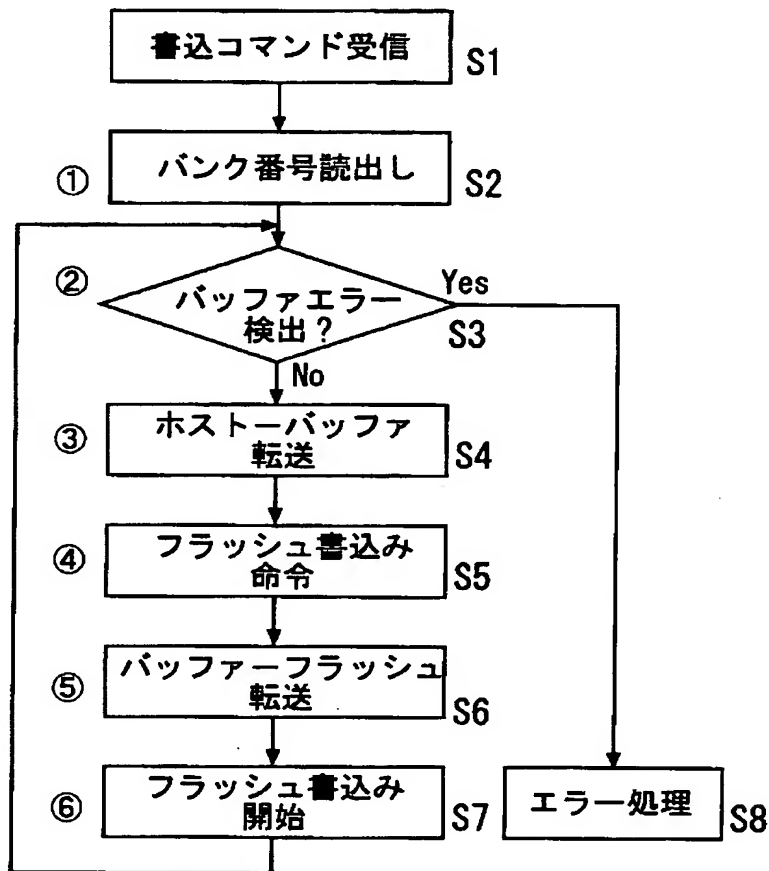 書込コマンド受信
S1
①
バンク番号読出し
S2
②
バッファエラー
検出?
Yes
S3
No
③
ホストーバッファ
転送
S4
④
フラッシュ書込み
命令
S5
⑤
バッファーフラッシュ
転送
S6
⑥
フラッシュ書込み
開始
S7
エラー処理
S8